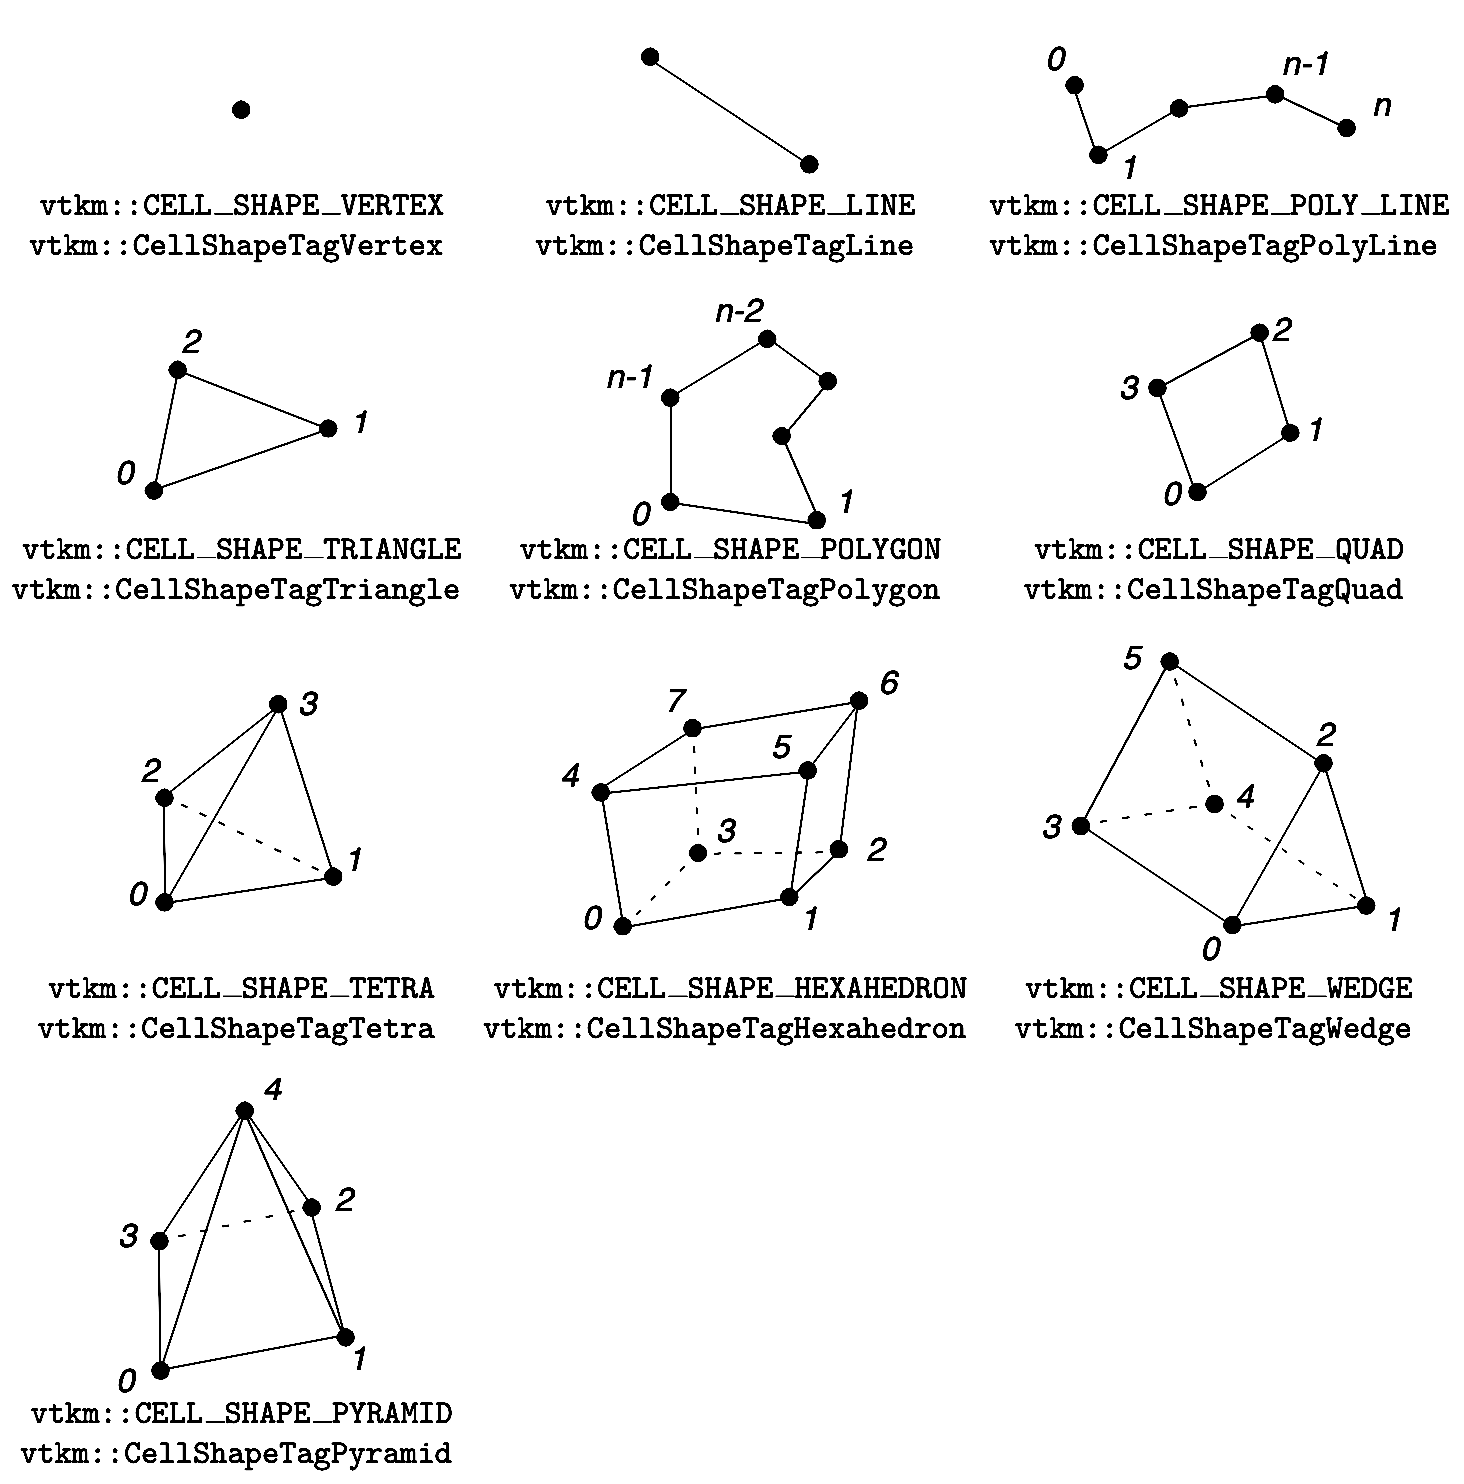 0
n-1
n
1
vtkm::CELL_SHAPE_VERTEX
vtkm::CellShapeTagVertex
vtkm::CELL_SHAPE_LINE
vtkm::CellShapeTagLine
vtkm::CELL_SHAPE_POLY_LINE
vtkm::CellShapeTagPolyLine
2
1
0
vtkm::CELL_SHAPE_TRIANGLE
vtkm::CellShapeTagTriangle
n-2
n-1
0
1
vtkm::CELL_SHAPE_POLYGON
vtkm::CellShapeTagPolygon
2
3
1
0
vtkm::CELL_SHAPE_QUAD
vtkm::CellShapeTagQuad
3
2
1
0
vtkm::CELL_SHAPE_TETRA
vtkm::CellShapeTagTetra
6
7
5
4
3
2
0
1
vtkm::CELL_SHAPE_HEXAHEDRON
vtkm::CellShapeTagHexahedron
5
2
4
3
1
0
vtkm::CELL_SHAPE_WEDGE
vtkm::CellShapeTagWedge
4
2
3
1
0
vtkm::CELL_SHAPE_PYRAMID
vtkm::CellShapeTagPyramid